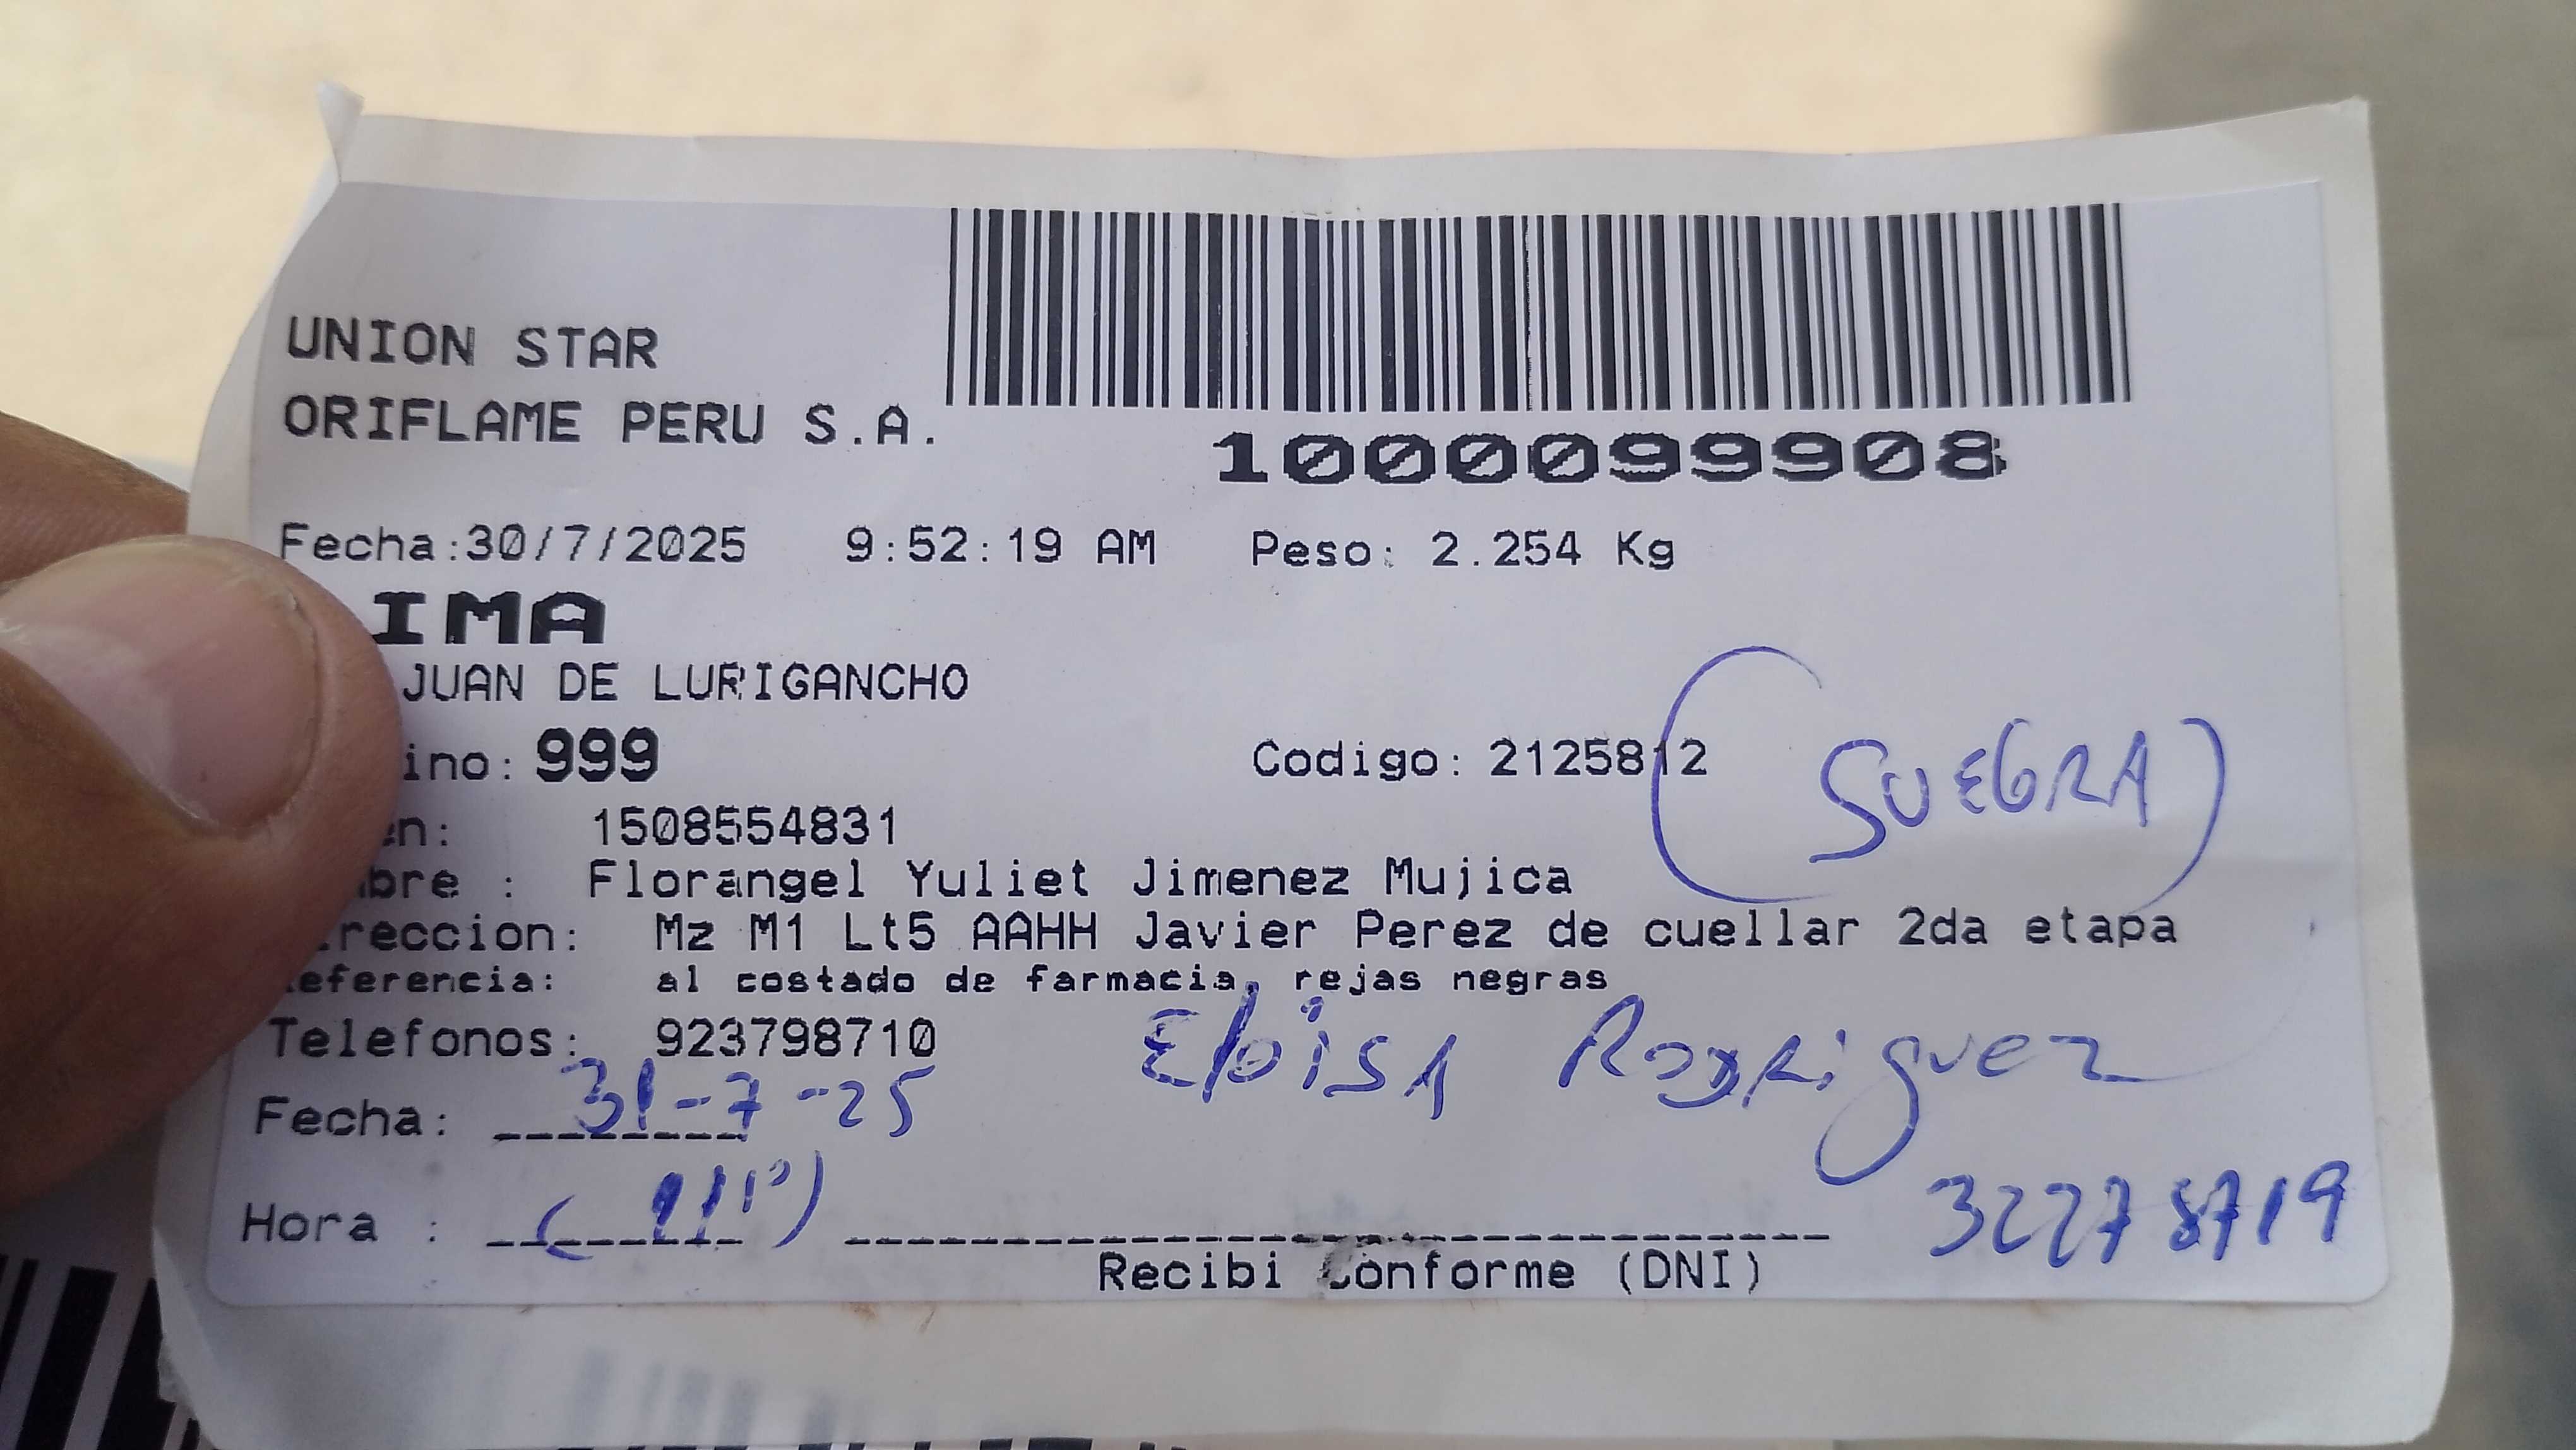 UNION STAR
ORIFLAME PERU S.A.
1000099908
Fecha:30/7/2025 9:52:19 AM Peso: 2.254 Kg
IMA
JUAN DE LURIGANCHO
ino: 999 Codigo: 2125812
(SUEGRA)
en: 1508554831
bre : Florangel Yuliet Jimenez Mujica
reccion: Mz M1 Lt5 AAHH Javier Perez de cuellar 2da etapa
eferencia: al costado de farmacia, rejas negras
Telefonos: 923798710
Eloisa Rodriguez
Fecha: 31-7-25
Hora :
Recibi Conforme (DNI)